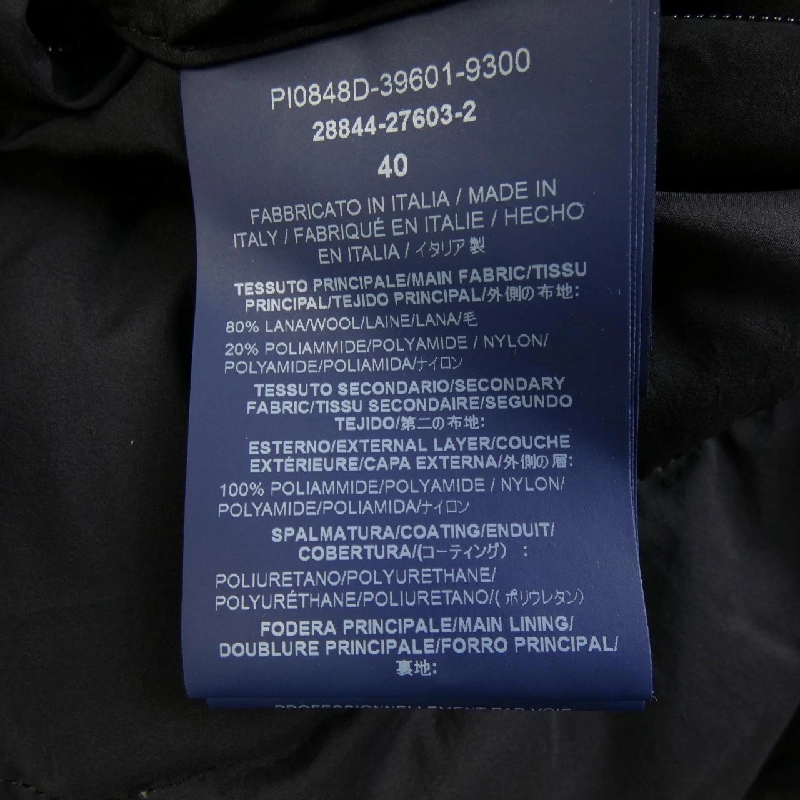 PI0848D-39601-9300
28844-27603-2
40
FABBRICATO IN ITALIA / MADE IN
ITALY / FABRIQUÉ EN ITALIE / HECHO
EN ITALIA / イタリア製
TESSUTO PRINCIPALE/MAIN FABRIC/TISSU
PRINCIPAL/TEJIDO PRINCIPAL/外側の布地:
80% LANA/WOOL/LAINE/LANA/毛
20% POLIAMMIDE/POLYAMIDE / NYLON/
POLYAMIDE/POLIAMIDA/ナイロン
TESSUTO SECONDARIO/SECONDARY
FABRIC/TISSU SECONDAIRE/SEGUNDO
TEJIDO/第二の布地:
ESTERNO/EXTERNAL LAYER/COUCHE
EXTÉRIEURE/CAPA EXTERNA/外側の層:
100% POLIAMMIDE/POLYAMIDE / NYLON/
POLYAMIDE/POLIAMIDA/ナイロン
SPALMATURA/COATING/ENDUIT/
COBERTURA/(コーティング) :
POLIURETANO/POLYURETHANE/
POLYURÉTHANE/POLIURETANO/( ポリウレタン)
FODERA PRINCIPALE/MAIN LINING/
DOUBLURE PRINCIPALE/FORRO PRINCIPAL/
裏地:
PROFESSIONNELLEMENT PAR VOIE